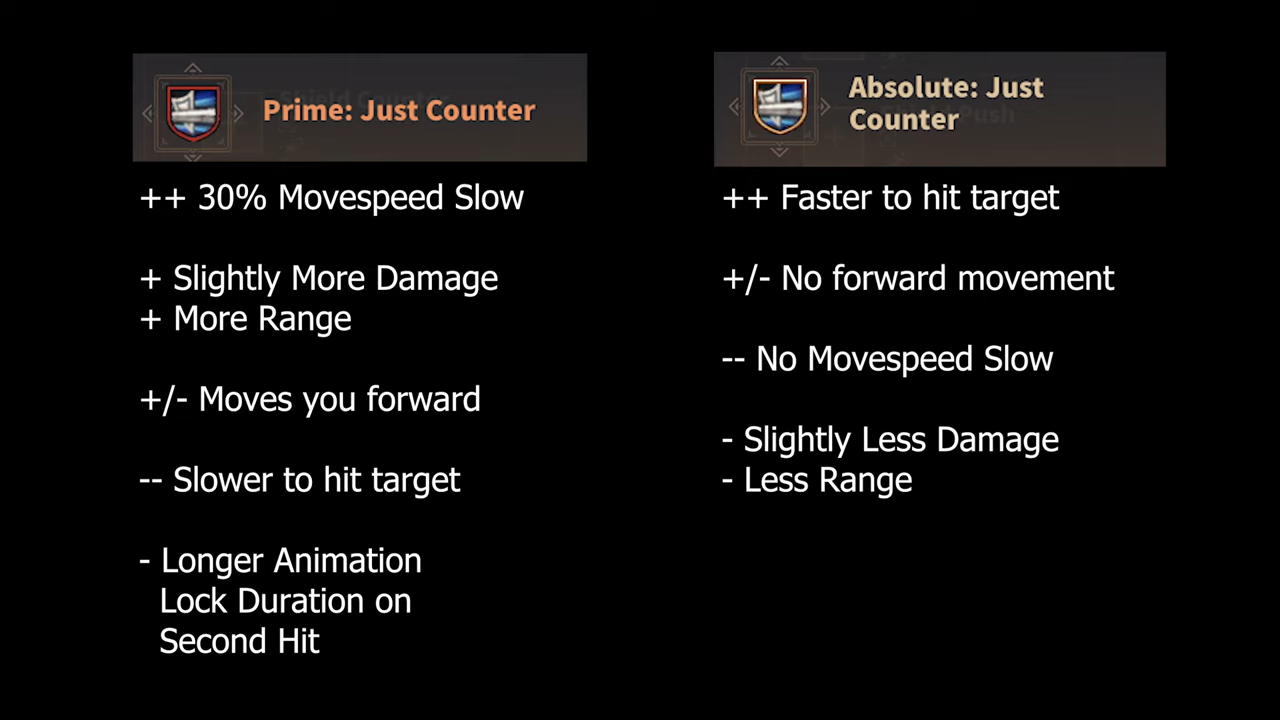 Prime: Just Counter
++ 30% Movespeed Slow
+ Slightly More Damage
+ More Range
+/- Moves you forward
-- Slower to hit target
- Longer Animation
Lock Duration on
Second Hit
Absolute: Just
Counter
++ Faster to hit target
+/- No forward movement
-- No Movespeed Slow
- Slightly Less Damage
- Less Range